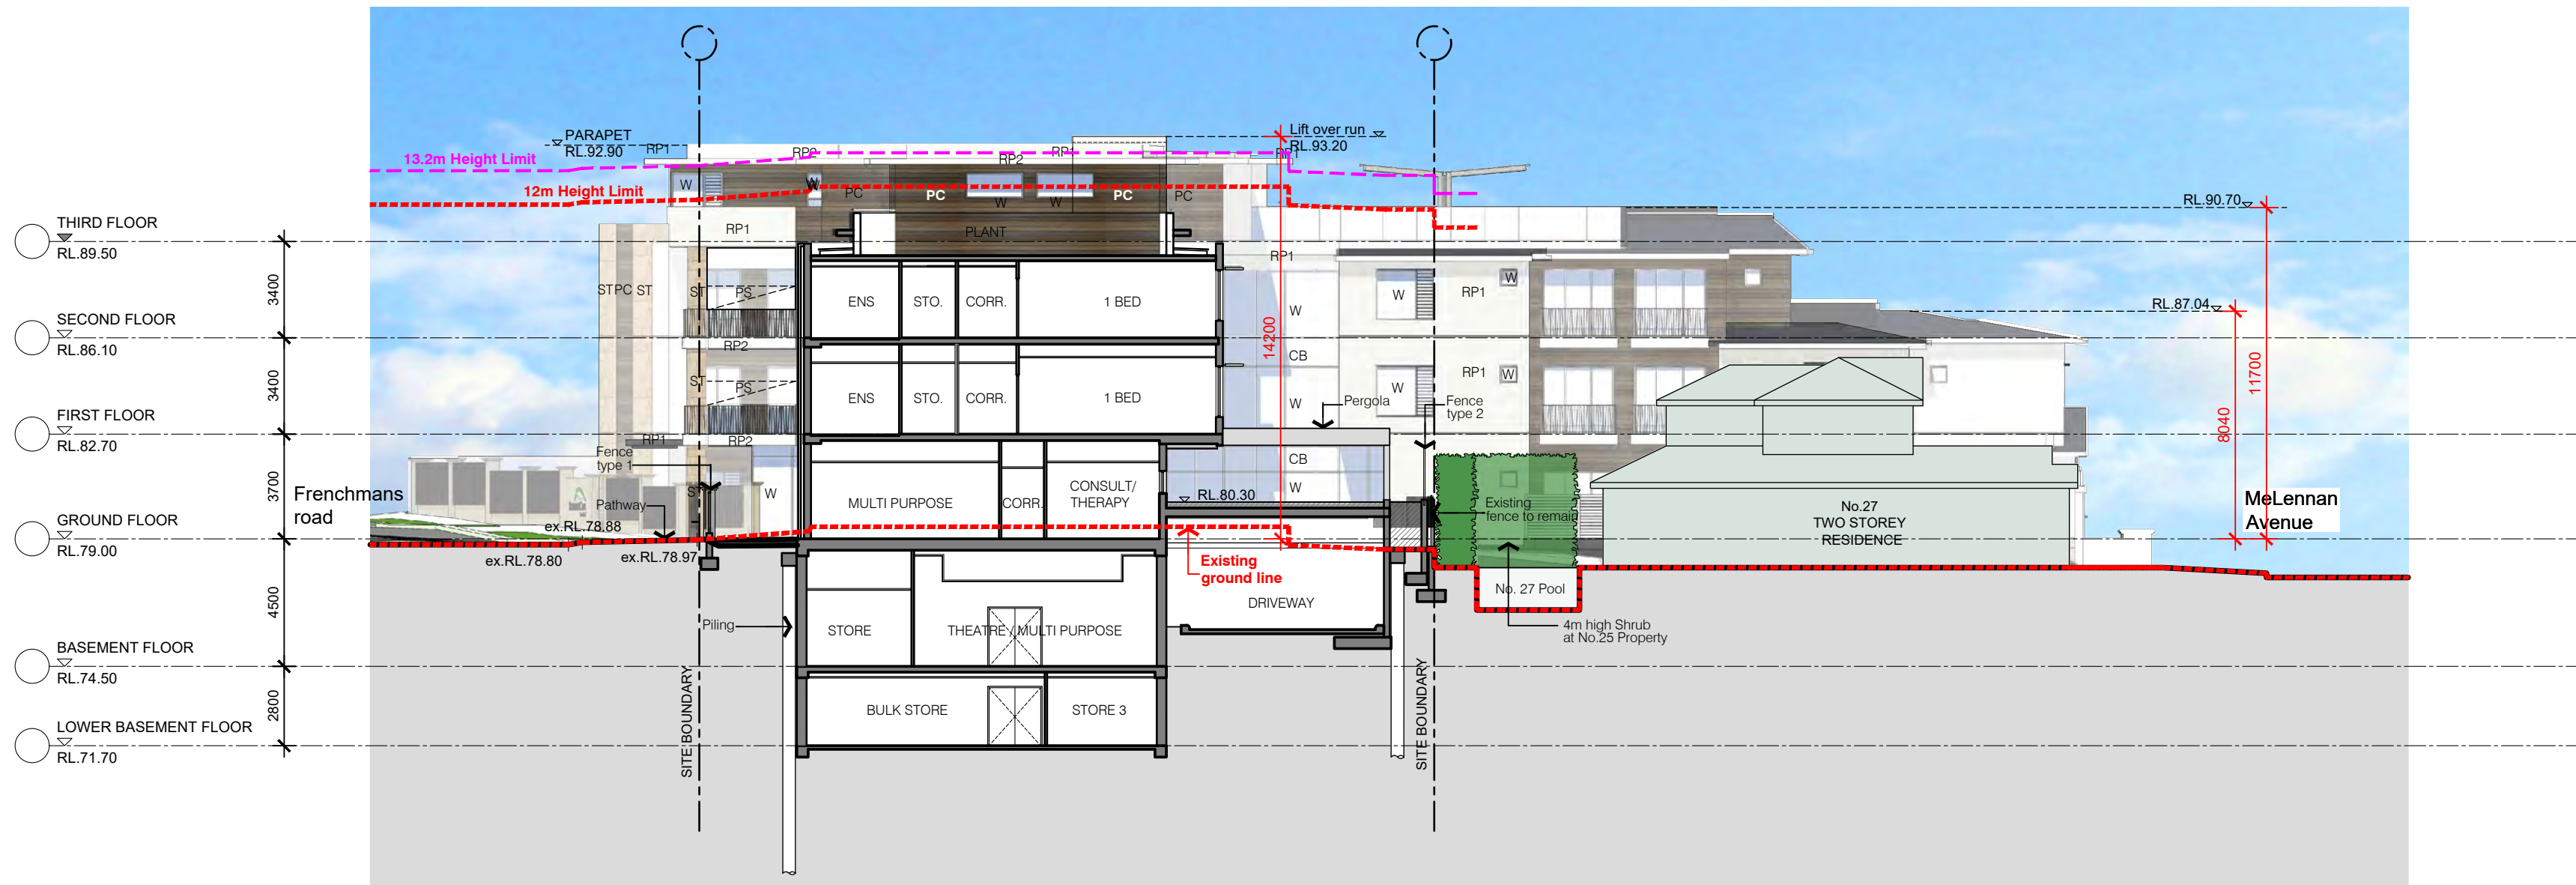 PARAPET
RL.92.90
Lift over run
RL.93.20
13.2m Height Limit
12m Height Limit
RP1
RP2
RP2
RP1
RP1
W
W
PC
PC
W
W
PC
PC
RL.90.70
THIRD FLOOR
RL.89.50
RP1
PLANT
RP1
3400
ST
PC
ST
ST
PS
ENS
STO.
CORR.
1 BED
W
W
RP1
W
RL.87.04
SECOND FLOOR
RL.86.10
RP2
14200
CB
11700
3400
ST
PS
ENS
STO.
CORR.
1 BED
W
W
RP1
W
Pergola
Fence
type 2
8040
FIRST FLOOR
RL.82.70
RP1
RP2
Fence
type 1
CB
3700
Frenchmans
road
Pathway
ST
W
MULTI PURPOSE
CORR.
CONSULT/
THERAPY
W
RL.80.30
Existing
fence to remain
No.27
TWO STOREY
RESIDENCE
MeLennan
Avenue
GROUND FLOOR
RL.79.00
ex.RL.78.88
ex.RL.78.80
ex.RL.78.97
Existing
ground line
No. 27 Pool
4500
DRIVEWAY
Piling
STORE
THEATRE / MULTI PURPOSE
4m high Shrub
at No.25 Property
BASEMENT FLOOR
RL.74.50
2800
SITE BOUNDARY
BULK STORE
STORE 3
SITE BOUNDARY
LOWER BASEMENT FLOOR
RL.71.70